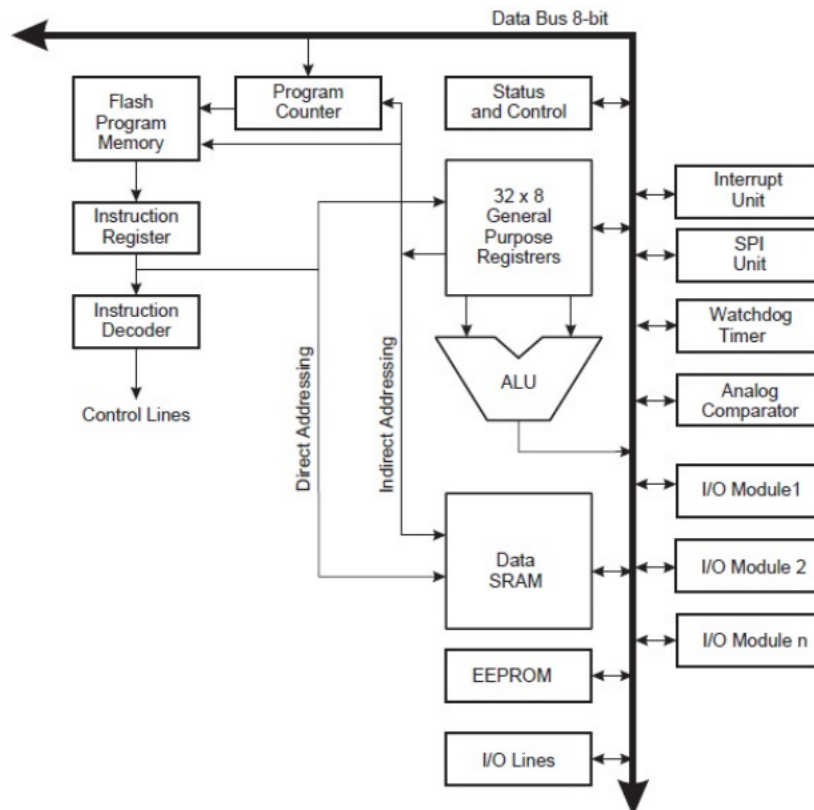 Data Bus 8-bit
Flash
Program
Memory
Program
Counter
Status
and Control
32 x 8
General
Purpose
Registrers
Interrupt
Unit
Instruction
Register
SPI
Unit
Instruction
Decoder
Watchdog
Timer
ALU
Analog
Comparator
Control Lines
Direct Addressing
Indirect Addressing
I/O Module1
Data
SRAM
I/O Module 2
I/O Module n
EEPROM
I/O Lines